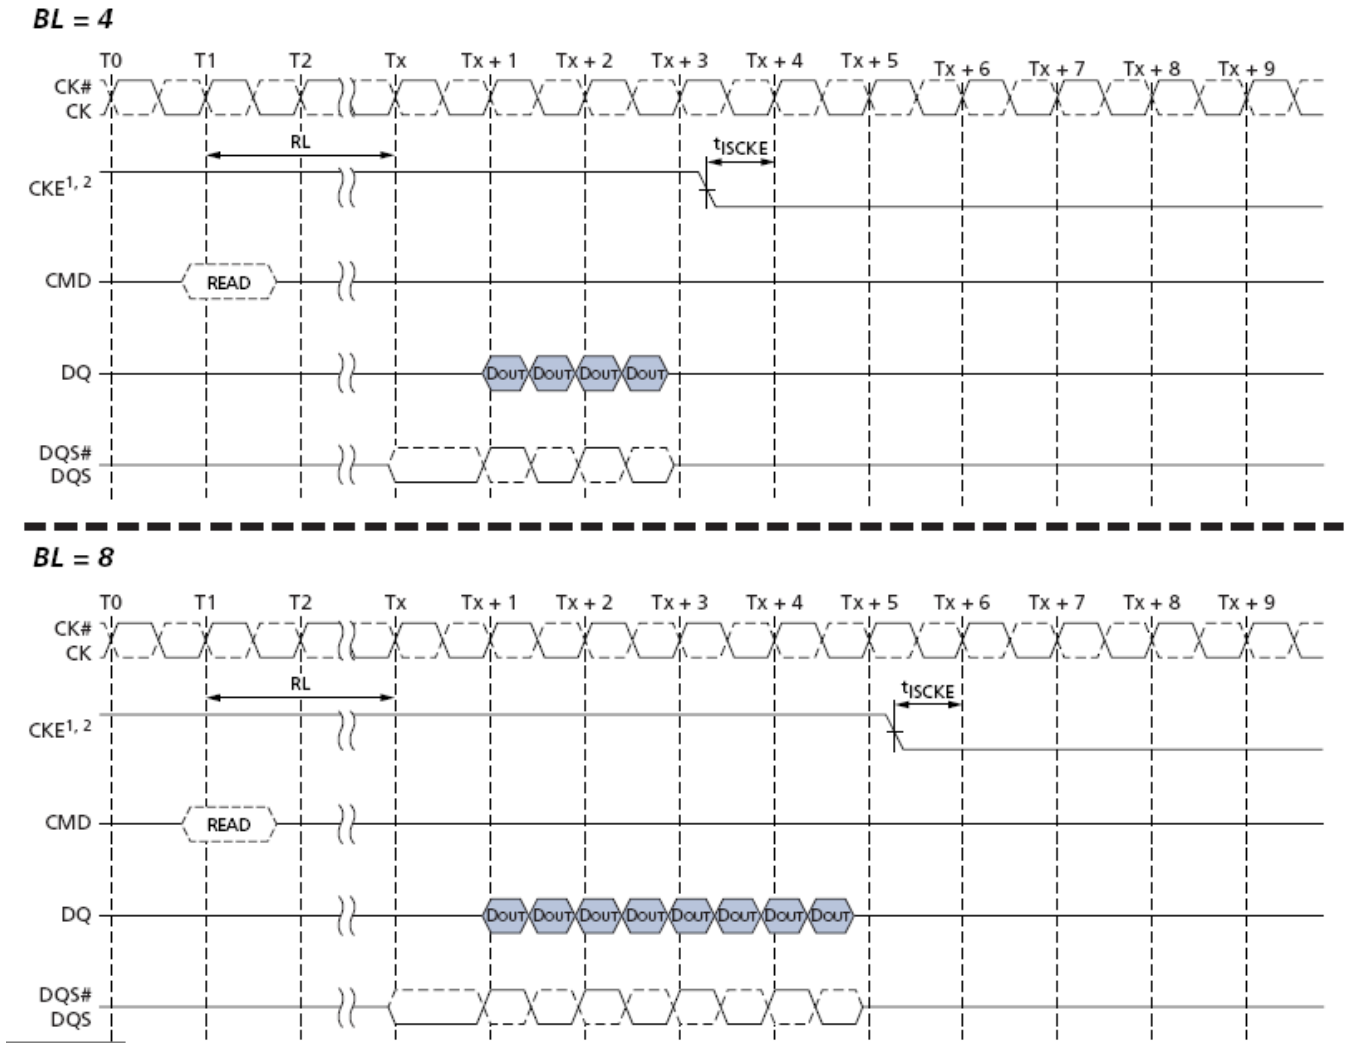 BL = 4
T0 T1 T2 Tx Tx + 1 Tx + 2 Tx + 3 Tx + 4 Tx + 5 Tx + 6 Tx + 7 Tx + 8 Tx + 9
CK#
CK
RL
tISCKE
CKE1, 2
CMD
READ
DQ
DOUT DOUT DOUT DOUT
DQS#
DQS
BL = 8
T0 T1 T2 Tx Tx + 1 Tx + 2 Tx + 3 Tx + 4 Tx + 5 Tx + 6 Tx + 7 Tx + 8 Tx + 9
CK#
CK
RL
tISCKE
CKE1, 2
CMD
READ
DQ
DOUT DOUT DOUT DOUT DOUT DOUT DOUT DOUT
DQS#
DQS